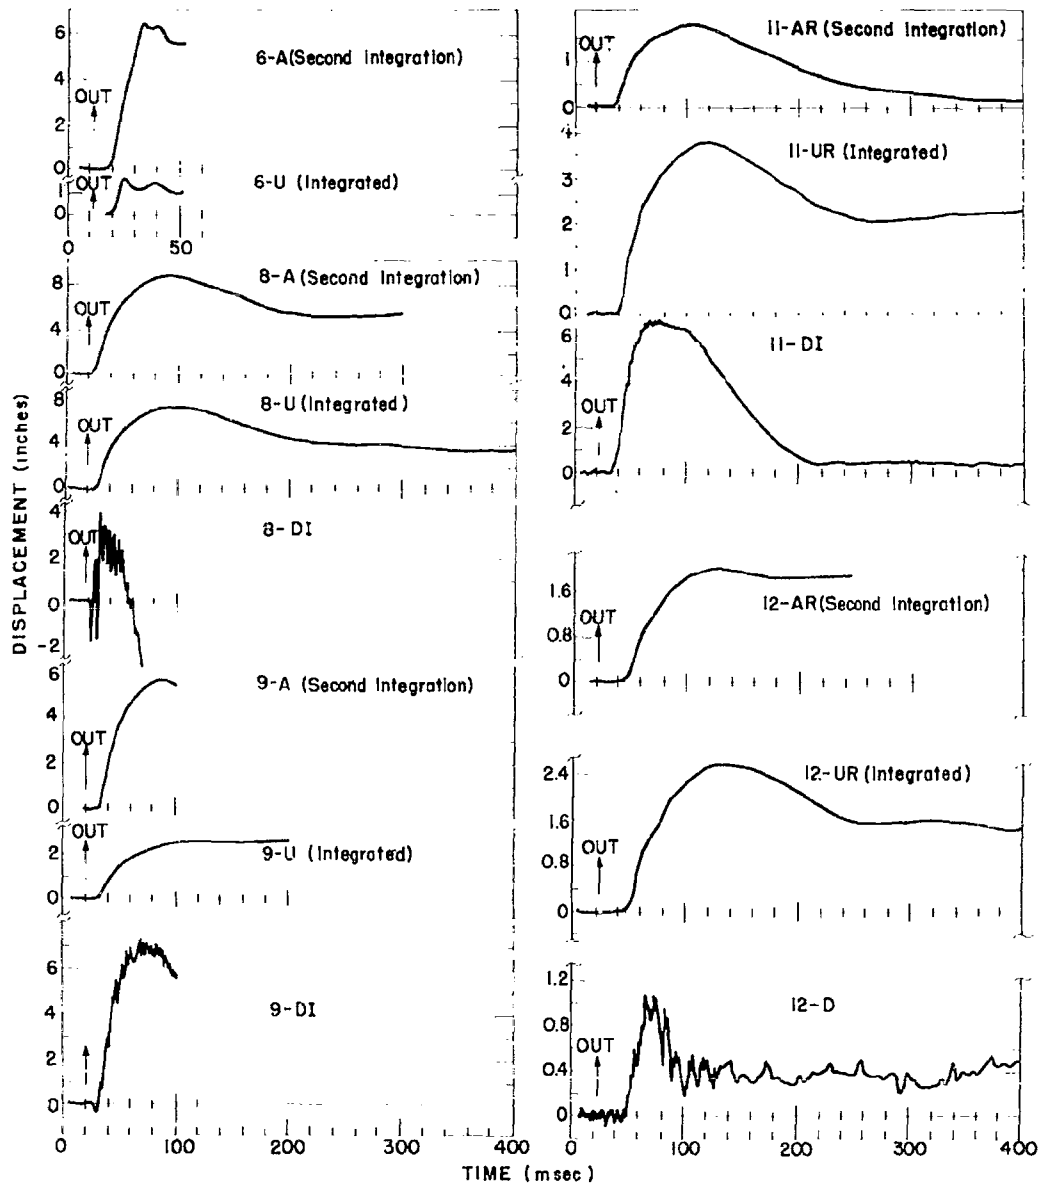 6
6-A (Second Integration)
4
OUT
2
0
1
OUT
6-U (Integrated)
0
0
50
8
8-A (Second Integration)
OUT
4
0
8
8-U (Integrated)
OUT
4
0
4
8-DI
OUT
2
0
-2
6
9-A (Second Integration)
4
OUT
2
0
OUT
2
9-U (Integrated)
0
6
9-DI
4
2
0
0
100
200
300
400
DISPLACEMENT (inches)
11-AR (Second Integration)
OUT
1
0
4
11-UR (Integrated)
3
2
1
0
6
11-DI
4
OUT
2
0
1.6
12-AR (Second Integration)
OUT
0.8
0
2.4
12-UR (Integrated)
1.6
OUT
0.8
0
1.2
12-D
0.8
OUT
0.4
0
0
100
200
300
400
TIME (msec)